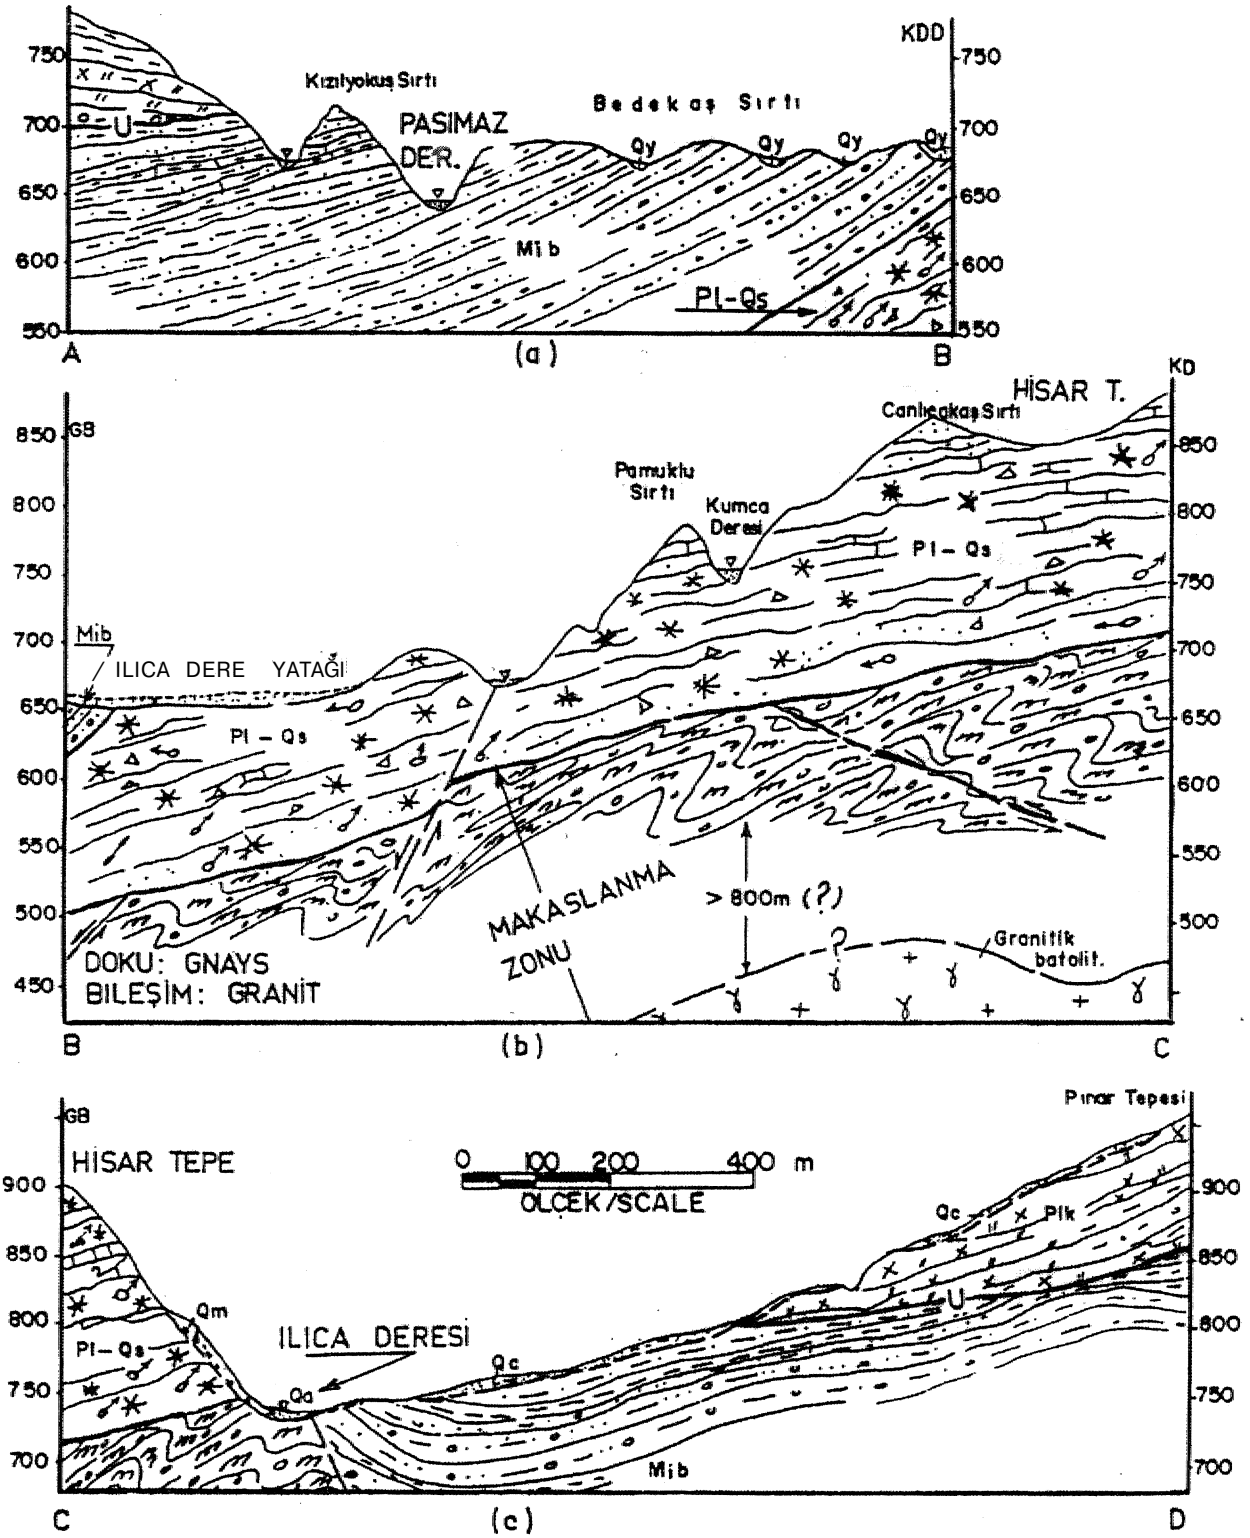 KDD
750
750
Kızılyokuş Sırtı
Bedekaş Sırtı
700
U
PASIMAZ
DER.
Qy
Qy
Qy
Qy
700
650
650
Mib
600
600
Pl-Qs
550
550
A
(a)
B
KD
HİSAR T.
Canlıcakaş Sırtı
850
GB
850
Pamuklu
Sırtı
800
Kumca
Deresi
800
Pl-Qs
750
750
700
Mib
700
ILICA DERE YATAĞI
650
650
Pl-Qs
600
600
550
550
MAKASLANMA
ZONU
>800m (?)
500
500
?
Granitik
batolit.
DOKU: GNAYS
450
BİLEŞİM: GRANİT
γ
γ
γ
γ
B
(b)
C
Pınar Tepesi
GB
HİSAR TEPE
0 100 200 400 m
ÖLÇEK/SCALE
900
900
Qc
Plk
850
850
Qm
U
800
800
ILICA DERESİ
Pl-Qs
Qc
750
Qa
750
700
Mib
700
C
(c)
D